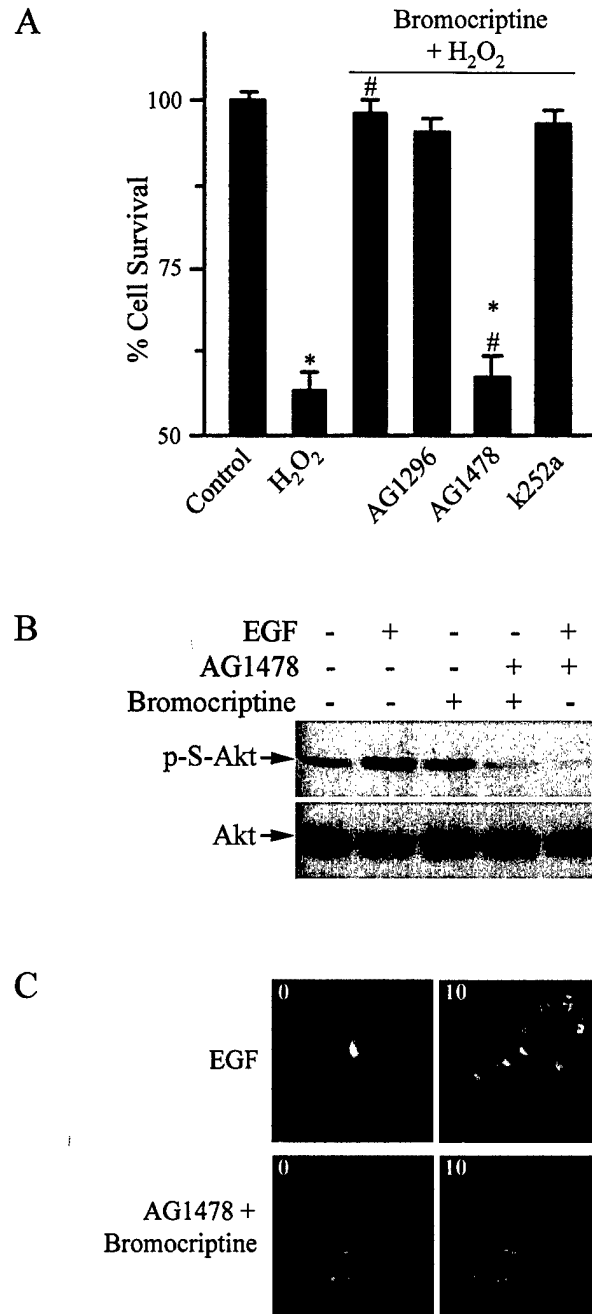 A
Bromocriptine
+ H₂O₂
100
75
50
% Cell Survival
#
*
*
#
Control
H₂O₂
AG1296
AG1478
k252a
B
EGF - + - - +
AG1478 - - - + +
Bromocriptine - - + + -
p-S-Akt
Akt
C
0
10
EGF
0
10
AG1478 +
Bromocriptine